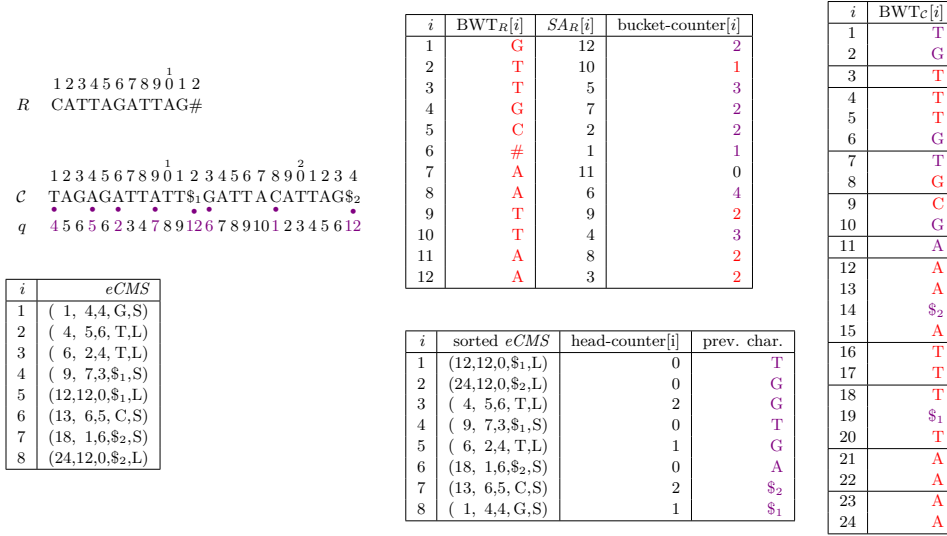 1
1 2 3 4 5 6 7 8 9 0 1 2
R CATTAGATTAG#
1 2
1 2 3 4 5 6 7 8 9 0 1 2 3 4 5 6 7 8 9 0 1 2 3 4
C TAGAGATTATT$1GATTACATTAG$2
q 4 5 6 5 6 2 3 4 7 8 9 12 6 7 8 9 10 1 2 3 4 5 6 12
i eCMS
1 ( 1, 4,4, G,S)
2 ( 4, 5,6, T,L)
3 ( 6, 2,4, T,L)
4 ( 9, 7,3,$1,S)
5 (12,12,0,$1,L)
6 (13, 6,5, C,S)
7 (18, 1,6,$2,S)
8 (24,12,0,$2,L)
i BWTR[i] SAR[i] bucket-counter[i]
1 G 12 2
2 T 10 1
3 T 5 3
4 G 7 2
5 C 2 2
6 # 1 1
7 A 11 0
8 A 6 4
9 T 9 2
10 T 4 3
11 A 8 2
12 A 3 2
i sorted eCMS head-counter[i] prev. char.
1 (12,12,0,$1,L) 0 T
2 (24,12,0,$2,L) 0 G
3 ( 4, 5,6, T,L) 2 G
4 ( 9, 7,3,$1,S) 0 T
5 ( 6, 2,4, T,L) 1 G
6 (18, 1,6,$2,S) 0 A
7 (13, 6,5, C,S) 2 $2
8 ( 1, 4,4, G,S) 1 $1
i BWTC[i]
1 T
2 G
3 T
4 T
5 T
6 G
7 T
8 G
9 C
10 G
11 A
12 A
13 A
14 $2
15 A
16 T
17 T
18 T
19 $1
20 T
21 A
22 A
23 A
24 A